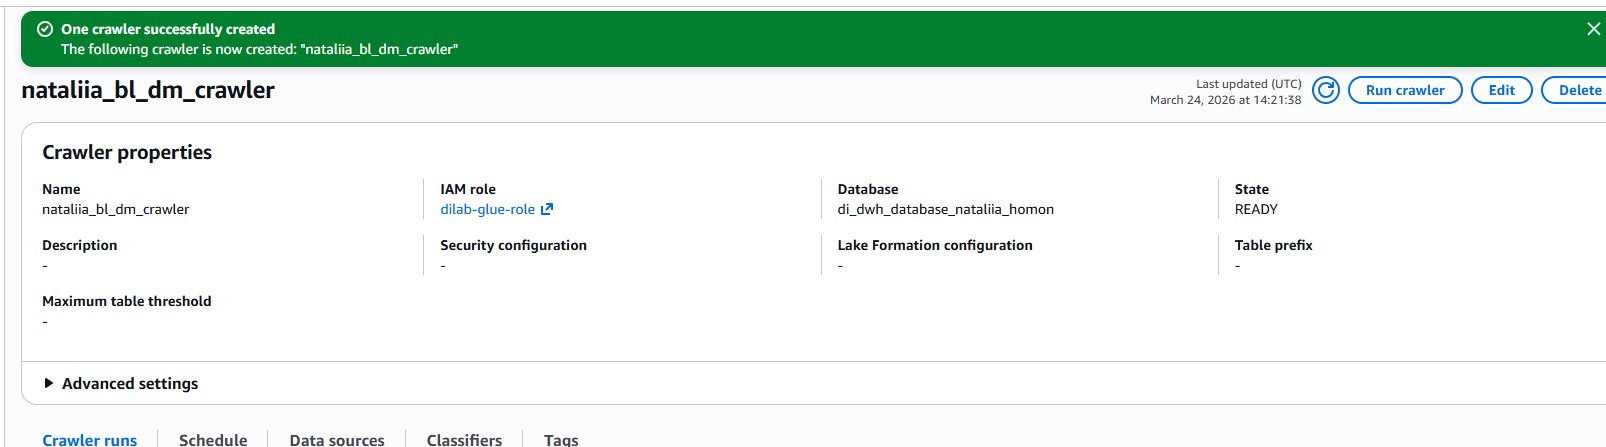 One crawler successfully created
The following crawler is now created: "nataliia_bl_dm_crawler"
nataliia_bl_dm_crawler
Last updated (UTC)
March 24, 2026 at 14:21:38
Run crawler
Edit
Delete
Crawler properties
Name
nataliia_bl_dm_crawler
IAM role
dilab-glue-role
Database
di_dwh_database_nataliia_homon
State
READY
Description
-
Security configuration
-
Lake Formation configuration
-
Table prefix
-
Maximum table threshold
-
Advanced settings
Crawler runs
Schedule
Data sources
Classifiers
Tags